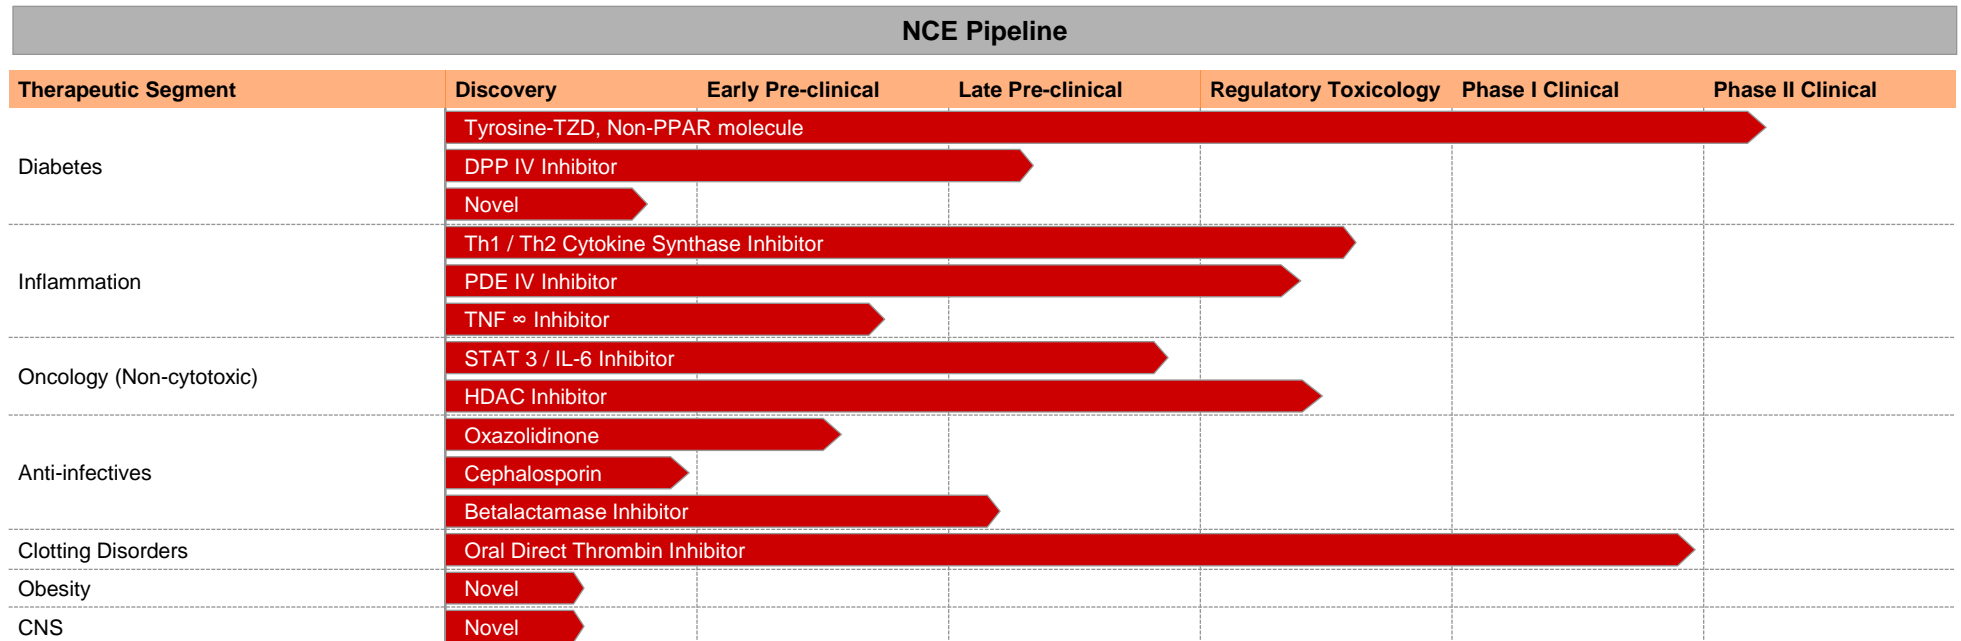 NCE Pipeline
Therapeutic Segment Discovery Early Pre-clinical Late Pre-clinical Regulatory Toxicology Phase I Clinical Phase II Clinical
Diabetes
Tyrosine-TZD, Non-PPAR molecule
DPP IV Inhibitor
Novel
Inflammation
Th1 / Th2 Cytokine Synthase Inhibitor
PDE IV Inhibitor
TNF ∞ Inhibitor
Oncology (Non-cytotoxic)
STAT 3 / IL-6 Inhibitor
HDAC Inhibitor
Anti-infectives
Oxazolidinone
Cephalosporin
Betalactamase Inhibitor
Clotting Disorders Oral Direct Thrombin Inhibitor
Obesity Novel
CNS Novel